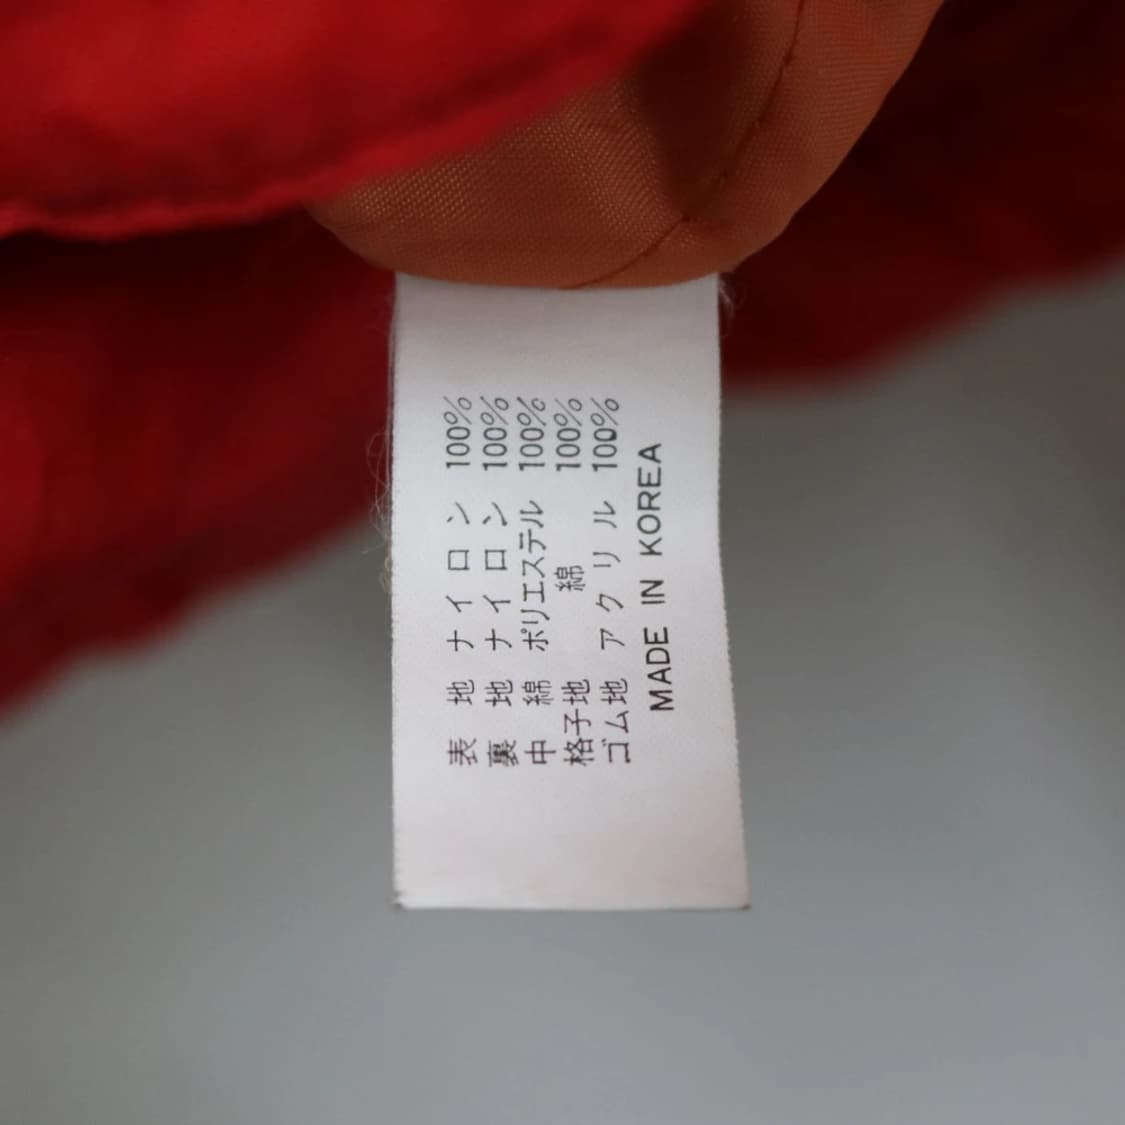 表地 ナイロン 100%
裏地 ナイロン 100%
中綿 ポリエステル 100%
格子地 綿 100%
ゴム地 アクリル 100%
MADE IN KOREA